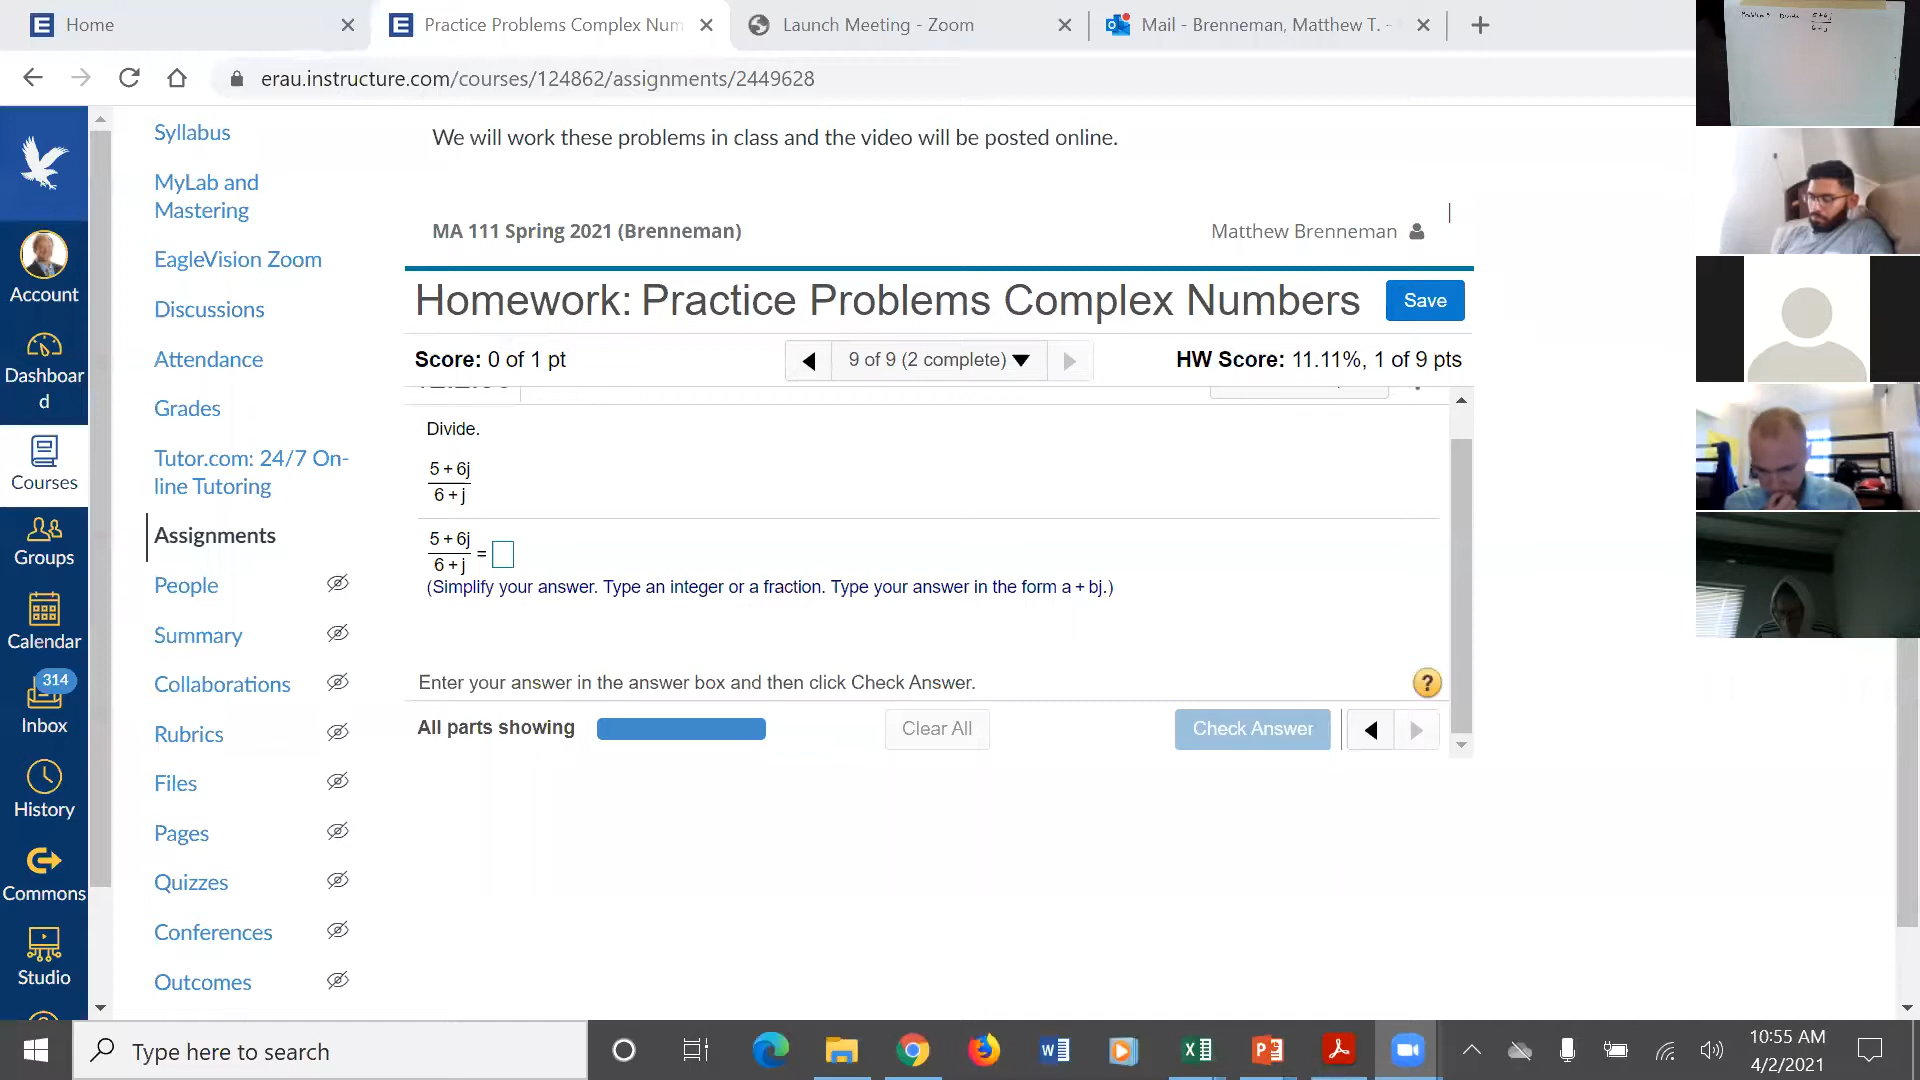 Home
Practice Problems Complex Num
Launch Meeting - Zoom
Mail - Brenneman, Matthew T. -
erau.instructure.com/courses/124862/assignments/2449628
Account
Dashboar
d
Courses
Groups
Calendar
314
Inbox
History
Commons
Studio
Syllabus
MyLab and
Mastering
EagleVision Zoom
Discussions
Attendance
Grades
Tutor.com: 24/7 On-
line Tutoring
Assignments
People
Summary
Collaborations
Rubrics
Files
Pages
Quizzes
Conferences
Outcomes
We will work these problems in class and the video will be posted online.
MA 111 Spring 2021 (Brenneman)
Matthew Brenneman
Homework: Practice Problems Complex Numbers
Save
Score: 0 of 1 pt
9 of 9 (2 complete)
HW Score: 11.11%, 1 of 9 pts
Divide.
5 + 6j
6 + j
5 + 6j
6 + j
=
(Simplify your answer. Type an integer or a fraction. Type your answer in the form a + bj.)
Enter your answer in the answer box and then click Check Answer.
?
All parts showing
Clear All
Check Answer
Problem 9 Divide 5+6j
6+j
Type here to search
10:55 AM
4/2/2021